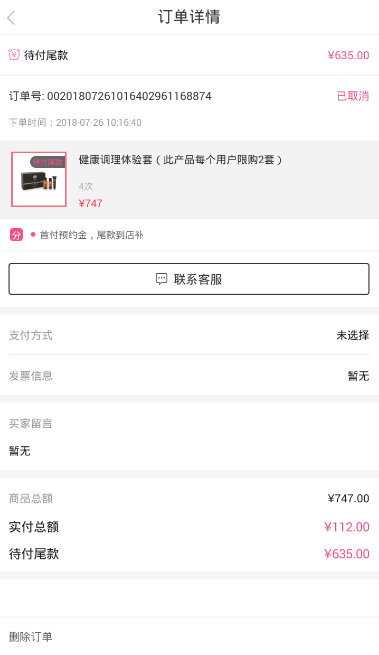 订单详情
待付尾款 ¥635.00
订单号: 00201807261016402961168874 已取消
下单时间：2018-07-26 10:16:40
待付尾款
健康调理体验套（此产品每个用户限购2套）
4次
¥747
分 首付预约金，尾款到店补
联系客服
支付方式 未选择
发票信息 暂无
买家留言
暂无
商品总额 ¥747.00
实付总额 ¥112.00
待付尾款 ¥635.00
删除订单